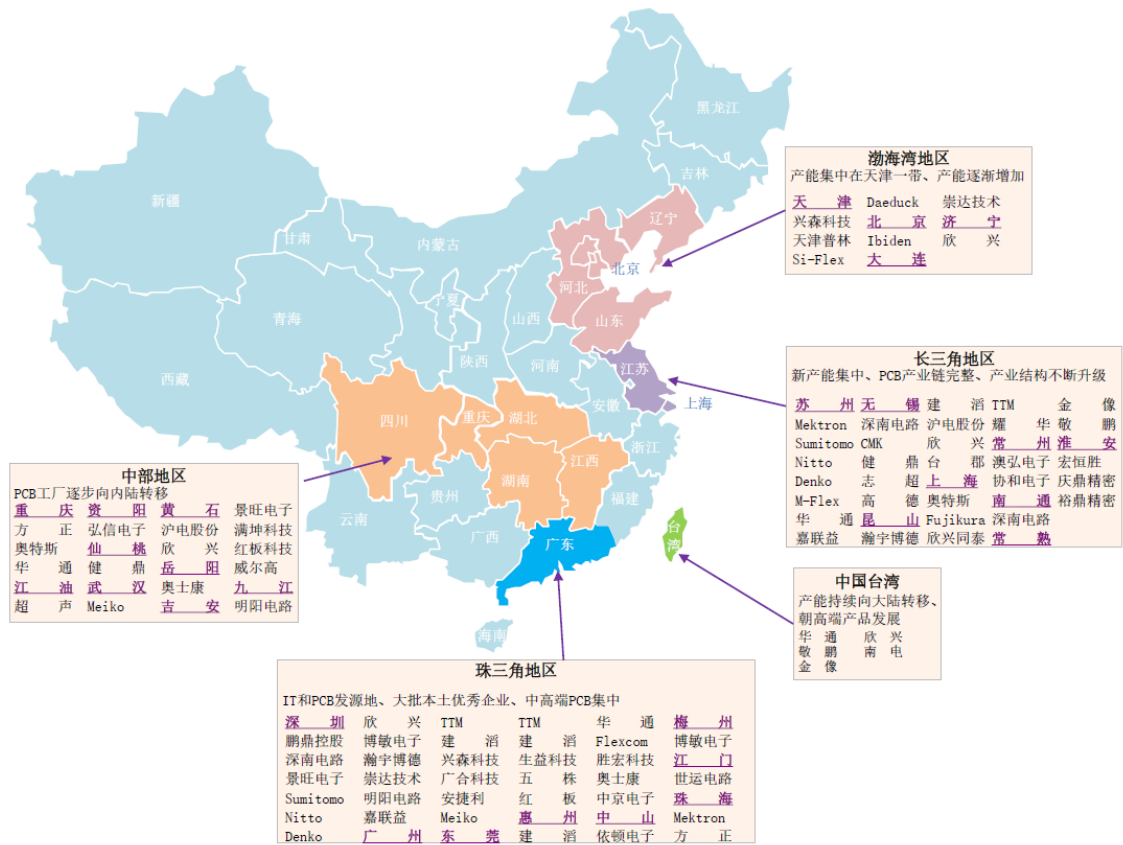 黑龙江
吉林
辽宁
新疆
甘肃
内蒙古
北京
河北
宁夏
山西
山东
青海
陕西
河南
江苏
西藏
安徽
上海
四川
重庆
湖北
浙江
湖南
江西
贵州
福建
云南
广西
广东
台湾
海南
渤海湾地区
产能集中在天津一带、产能逐渐增加
天津 Daeduck 崇达技术
兴森科技 北京 济宁
天津普林 Ibiden 欣兴
Si-Flex 大连
长三角地区
新产能集中、PCB产业链完整、产业结构不断升级
苏州 无锡 建滔 TTM 金像
Mektron 深南电路 沪电股份 耀华 敬鹏
Sumitomo CMK 欣兴 常州 淮安
Nitto 健鼎 台郡 澳弘电子 宏恒胜
Denko 志超 上海 协和电子 庆鼎精密
M-Flex 高德 奥特斯 南通 裕鼎精密
华通 昆山 Fujikura 深南电路
嘉联益 瀚宇博德 欣兴同泰 常熟
中部地区
PCB工厂逐步向内陆转移
重庆 资阳 黄石 景旺电子
方正 弘信电子 沪电股份 满坤科技
奥特斯 仙桃 欣兴 红板科技
华通 健鼎 岳阳 威尔高
江油 武汉 奥士康 九江
超声 Meiko 吉安 明阳电路
中国台湾
产能持续向大陆转移、
朝高端产品发展
华通 欣兴
敬鹏 南电
金像
珠三角地区
IT和PCB发源地、大批本土优秀企业、中高端PCB集中
深圳 欣兴 TTM TTM 华通 梅州
鹏鼎控股 博敏电子 建滔 建滔 Flexcom 博敏电子
深南电路 瀚宇博德 兴森科技 生益科技 胜宏科技 江门
景旺电子 崇达技术 广合科技 五株 奥士康 世运电路
Sumitomo 明阳电路 安捷利 红板 中京电子 珠海
Nitto 嘉联益 Meiko 惠州 中山 Mektron
Denko 广州 东莞 建滔 依顿电子 方正